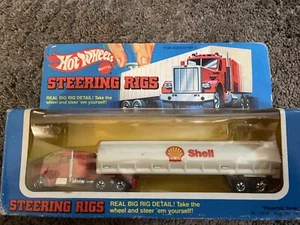 Hot Wheels
STEERING RIGS
REAL BIG RIG DETAIL! Take the
wheel and steer 'em yourself!
Shell
STEERING RIGS
REAL BIG RIG DETAIL! Take the
wheel and steer 'em yourself!